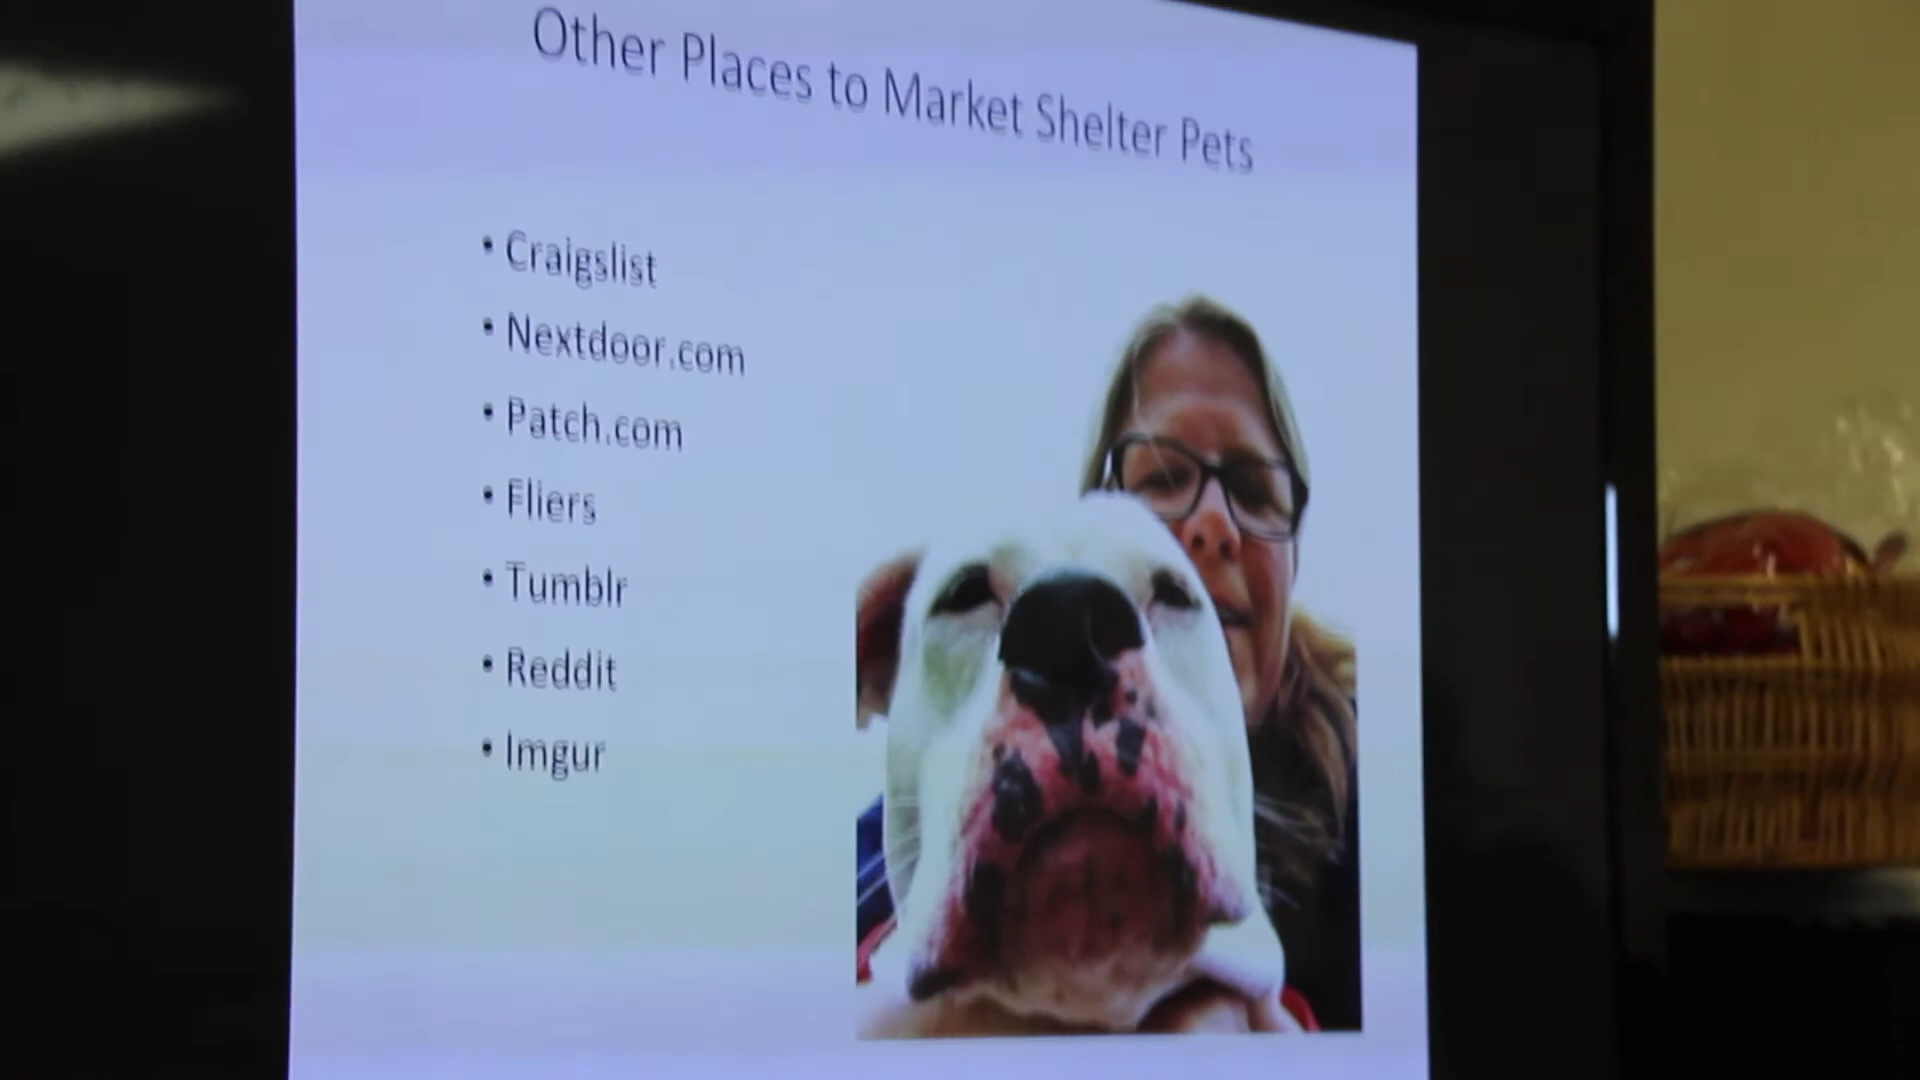 Other Places to Market Shelter Pets
• Craigslist
• Nextdoor.com
• Patch.com
• Fliers
• Tumblr
• Reddit
• Imgur